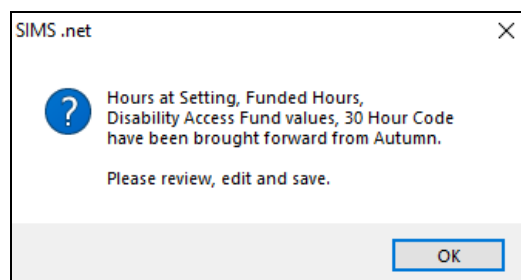 SIMS .net
Hours at Setting, Funded Hours,
Disability Access Fund values, 30 Hour Code
have been brought forward from Autumn.
Please review, edit and save.
OK